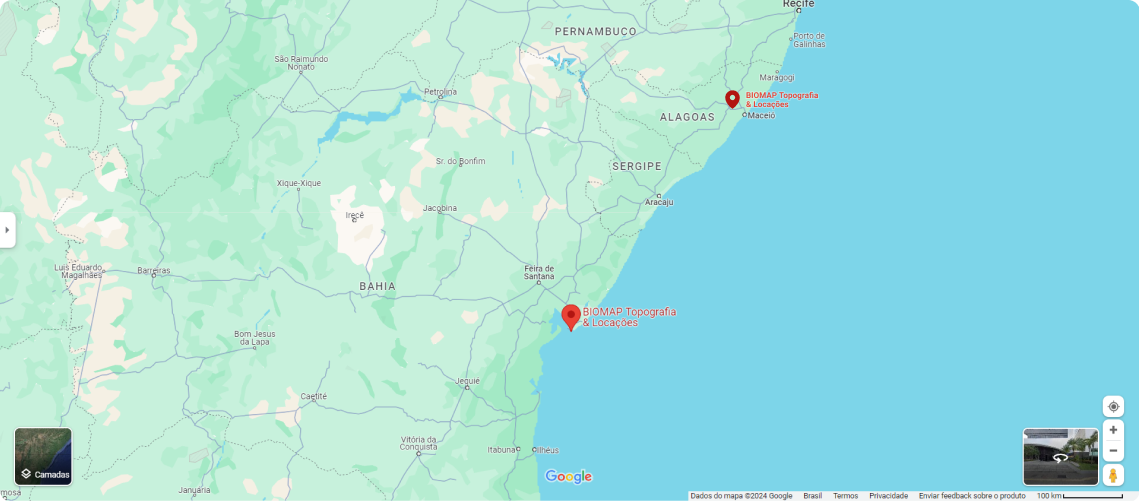 Recife
PERNAMBUCO
Porto de
Galinhas
São Raimundo
Nonato
Maragogi
Petrolina
BIOMAP Topografia
& Locações
Maceió
ALAGOAS
Sr. do Bonfim
SERGIPE
Xique-Xique
Aracaju
Jacobina
Irecê
Luís Eduardo
Magalhães
Barreiras
Feira de
Santana
BAHIA
BIOMAP Topografia
& Locações
Bom Jesus
da Lapa
Jequié
Caetité
Vitória da
Conquista
Itabuna
Ilhéus
Camadas
Google
Januária
mosa
Dados do mapa ©2024 Google Brasil Termos Privacidade Enviar feedback sobre o produto 100 km